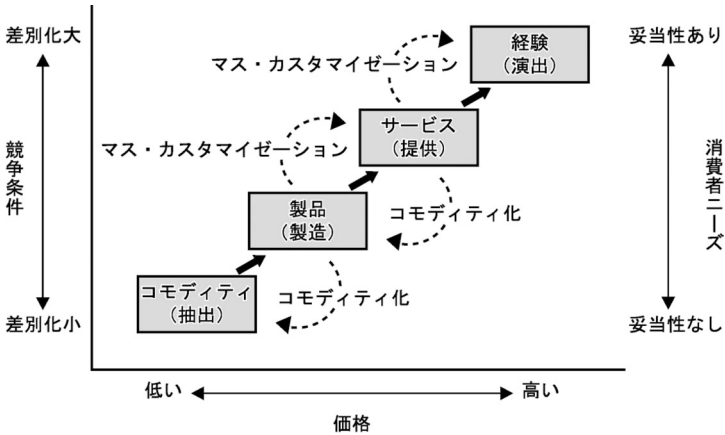 差別化大
経験
(演出)
妥当性あり
マス・カスタマイゼーション
サービス
(提供)
マス・カスタマイゼーション
競争条件
消費者ニーズ
製品
(製造)
コモディティ化
コモディティ
(抽出)
コモディティ化
差別化小
妥当性なし
低い
高い
価格